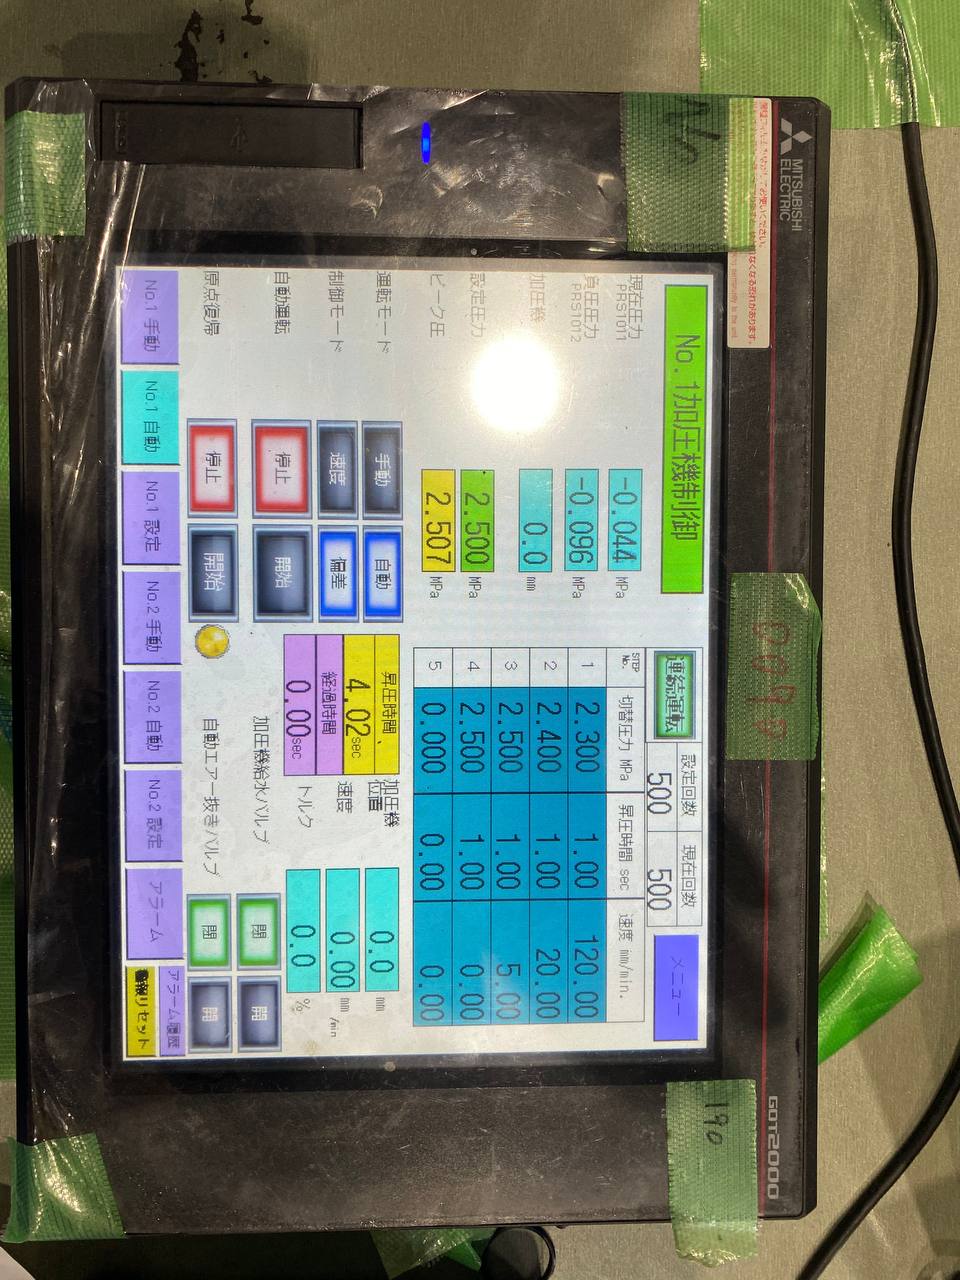 MITSUBISHI
ELECTRIC
GOT2000
0090
190
No.1加圧機制御
連続運転
設定回数
現在回数
500
500
メニュー
現在圧力
PRS1011
-0.044 MPa
負圧圧力
PRS1012
-0.096 MPa
加圧機
0.0 mm
設定圧力
2.500 MPa
ピーク圧
2.507 MPa
STEP No. 切替圧力 MPa 昇圧時間 sec 速度 mm/min.
1 2.300 1.00 120.00
2 2.400 1.00 20.00
3 2.500 1.00 5.00
4 2.500 1.00 0.00
5 0.000 0.00 0.00
運転モード 手動 自動
制御モード 速度 偏差
自動運転 停止 開始
原点復帰 停止 開始
昇圧時間
4.02sec
経過時間
0.00sec
加圧機
位置 0.0 mm
速度 0.00 mm/min
トルク 0.0 %
加圧機給水バルブ 閉 開
自動エアー抜きバルブ 閉 開
No.1 手動
No.1 自動
No.1 設定
No.2 手動
No.2 自動
No.2 設定
アラーム
アラーム履歴
リセット